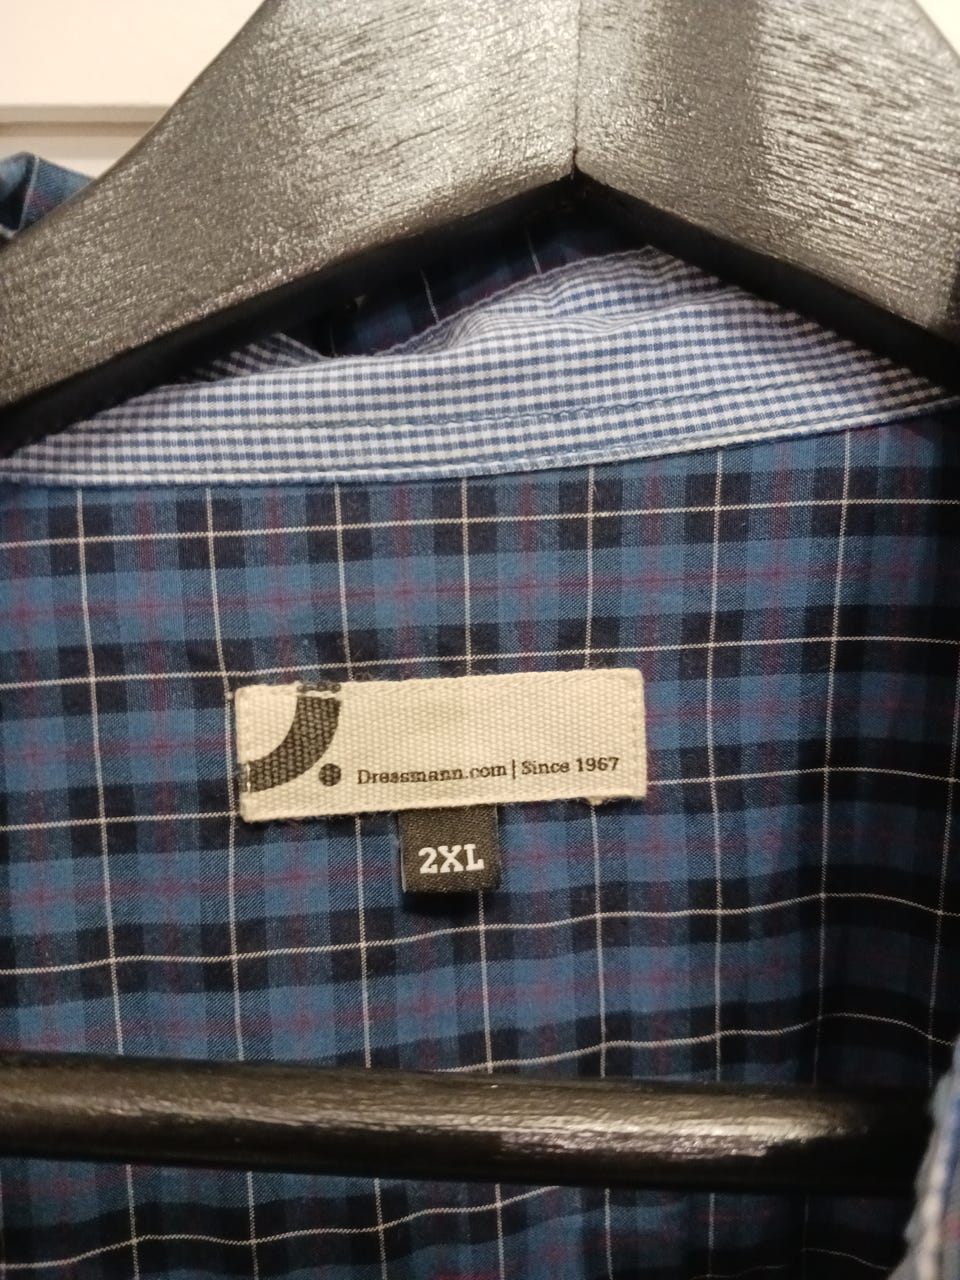 Dressmann.com | Since 1967
2XL